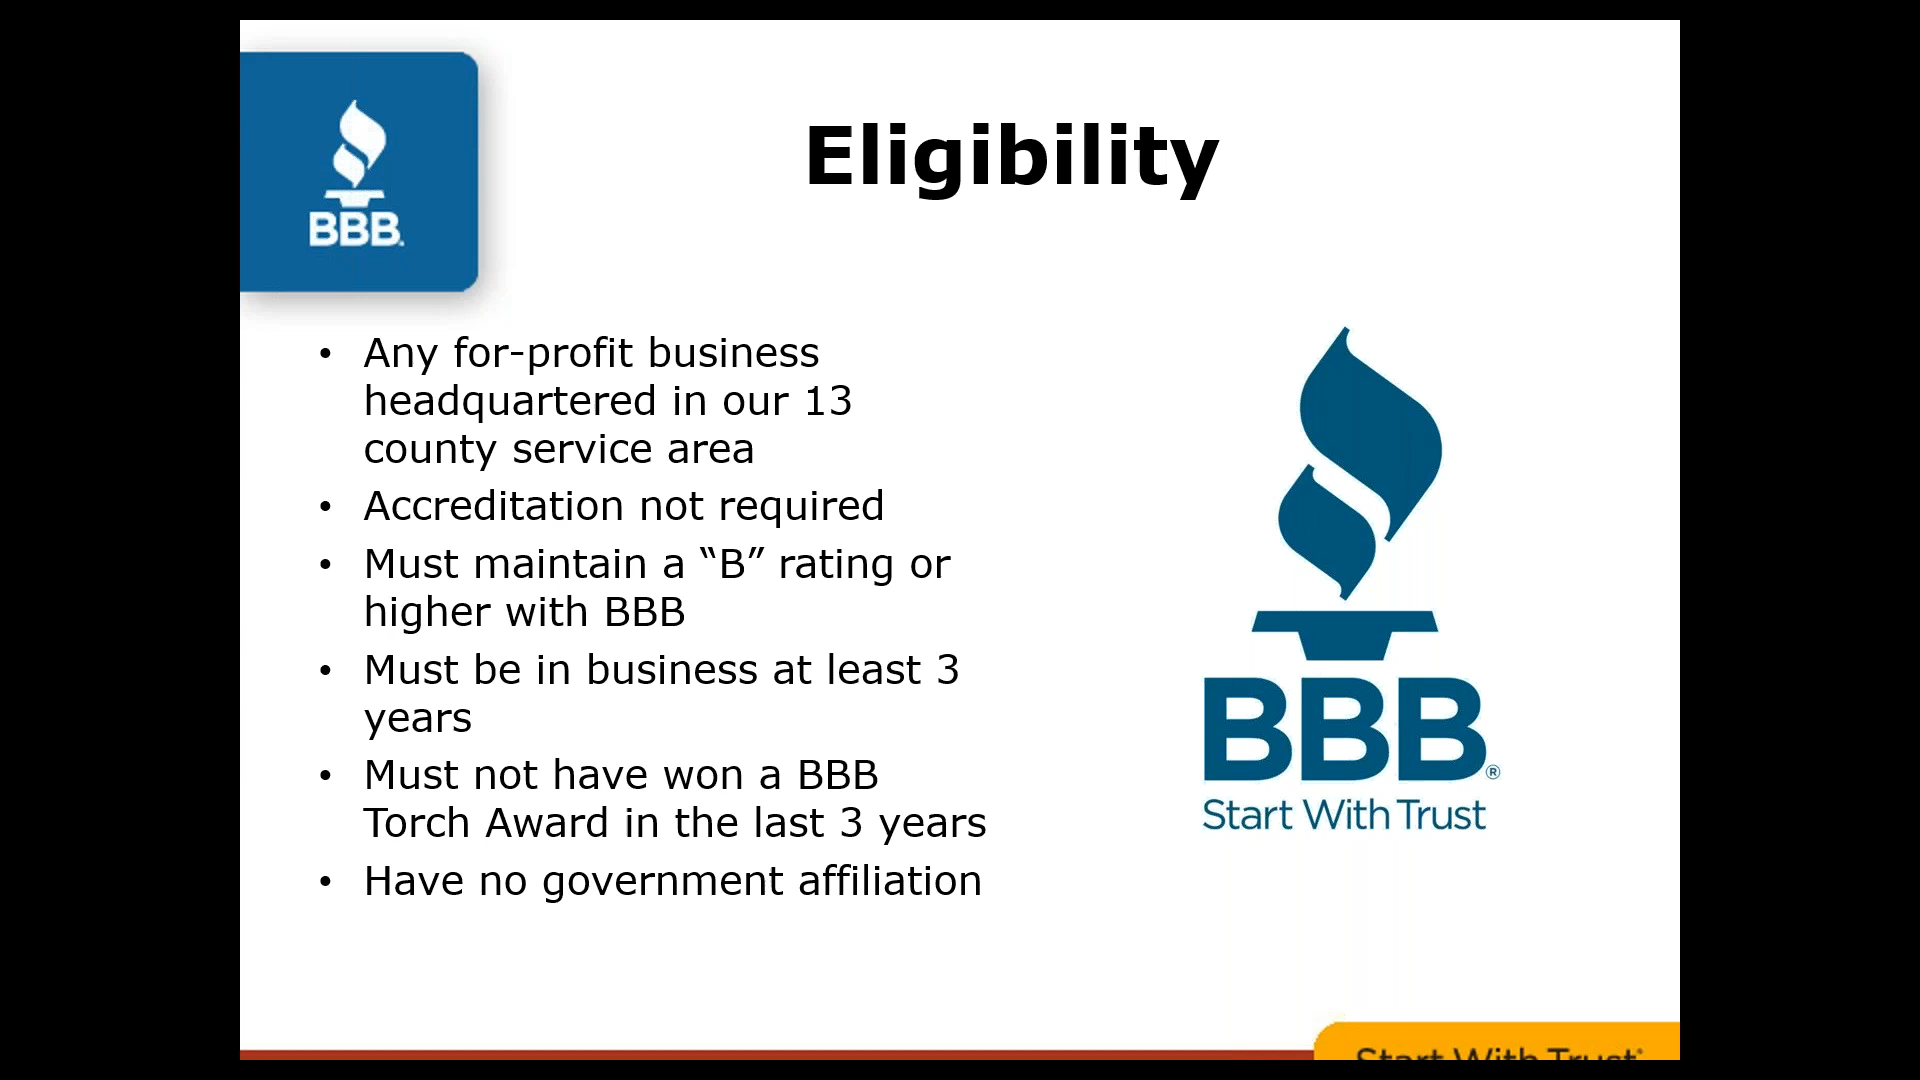 BBB.
Eligibility
• Any for-profit business
headquartered in our 13
county service area
• Accreditation not required
• Must maintain a “B” rating or
higher with BBB
• Must be in business at least 3
years
• Must not have won a BBB
Torch Award in the last 3 years
• Have no government affiliation
BBB®
Start With Trust
Start With Trust